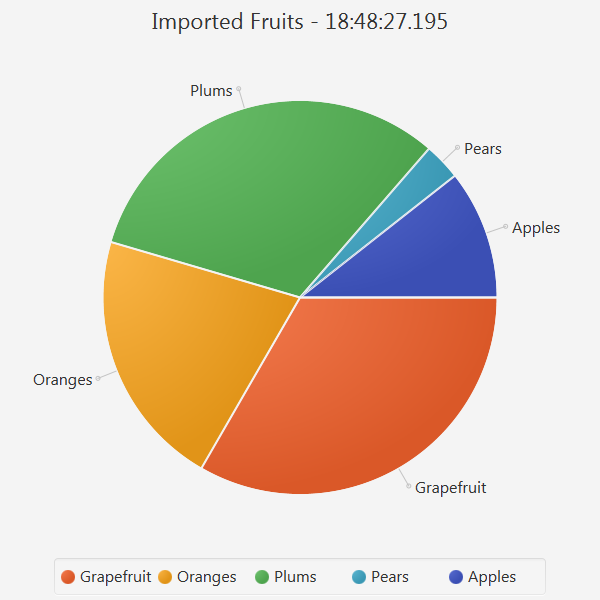 Imported Fruits - 18:48:27.195
Plums
Pears
Apples
Oranges
Grapefruit
Grapefruit Oranges Plums Pears Apples